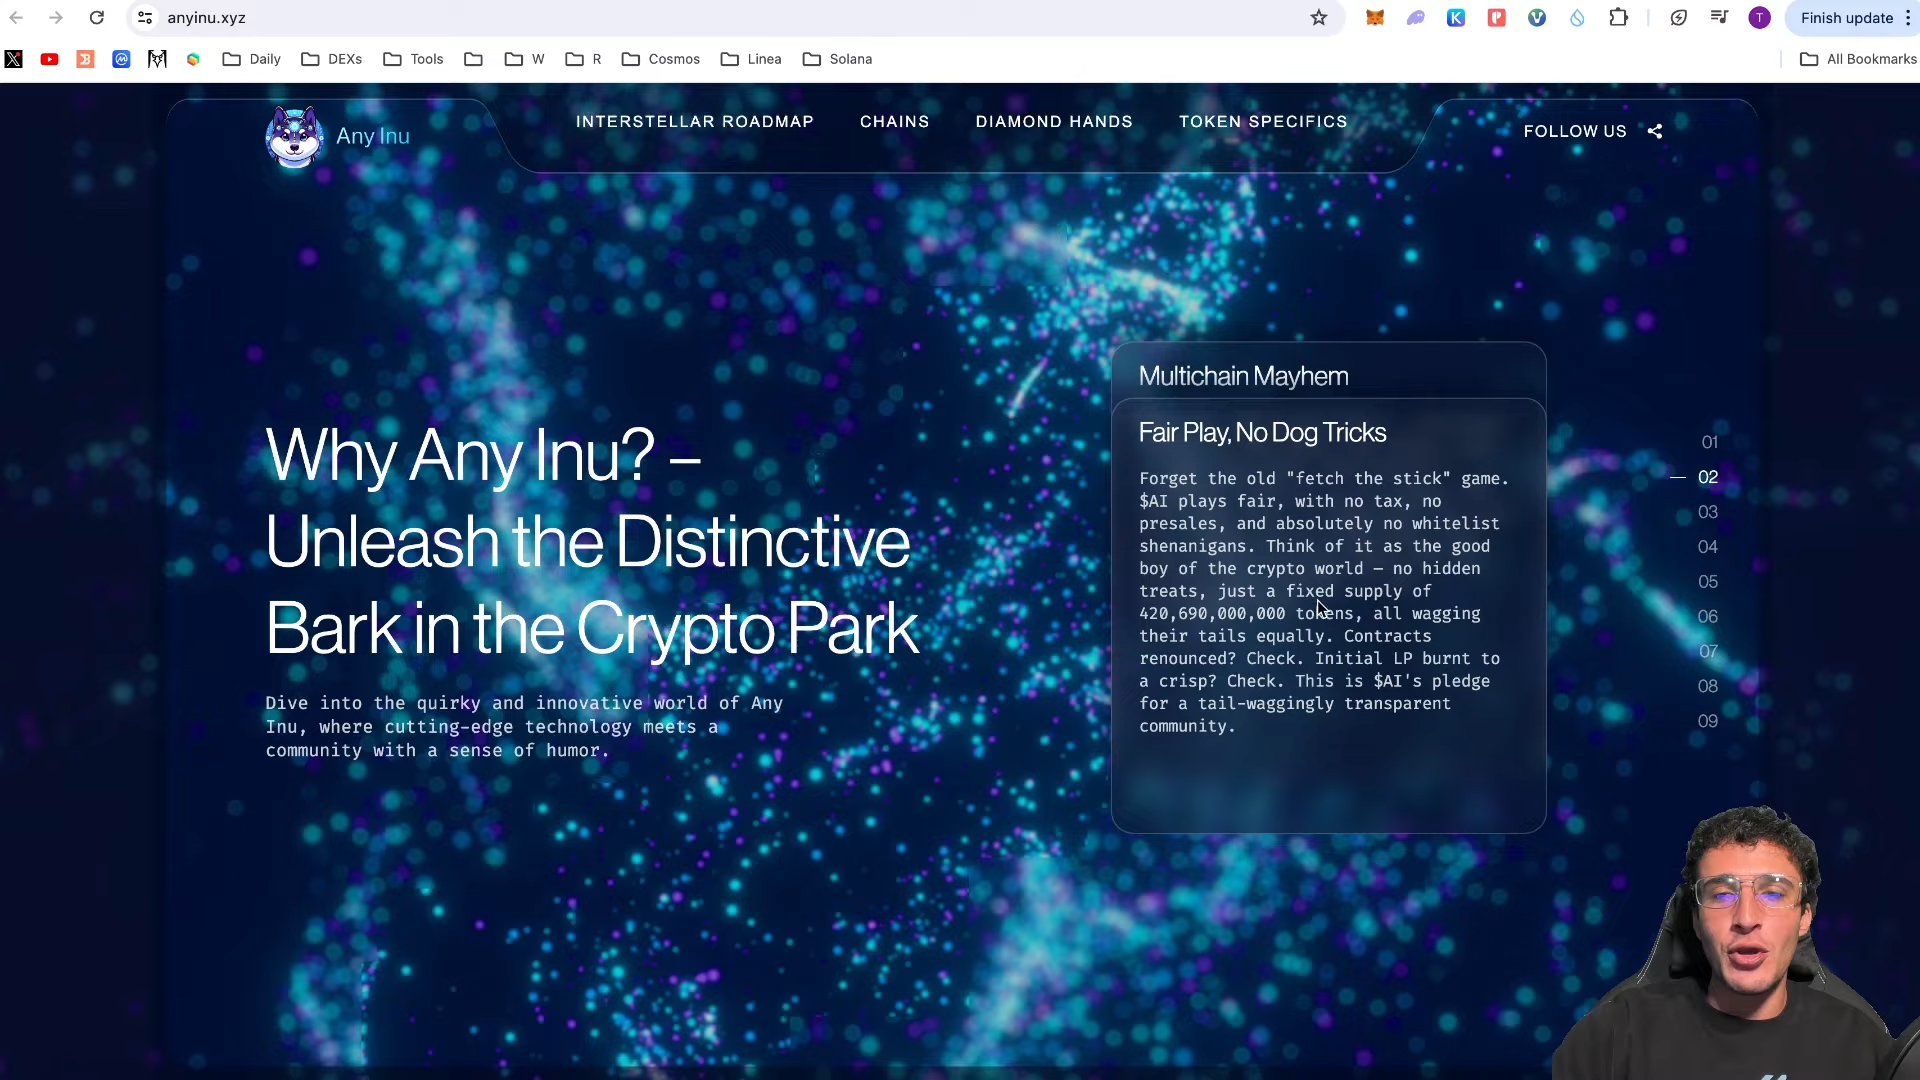 anyinu.xyz
T
Finish update
Daily
DEXs
Tools
W
R
Cosmos
Linea
Solana
All Bookmarks
Any Inu
INTERSTELLAR ROADMAP
CHAINS
DIAMOND HANDS
TOKEN SPECIFICS
FOLLOW US
Why Any Inu? –
Unleash the Distinctive
Bark in the Crypto Park
Dive into the quirky and innovative world of Any
Inu, where cutting-edge technology meets a
community with a sense of humor.
Multichain Mayhem
Fair Play, No Dog Tricks
Forget the old "fetch the stick" game.
$AI plays fair, with no tax, no
presales, and absolutely no whitelist
shenanigans. Think of it as the good
boy of the crypto world – no hidden
treats, just a fixed supply of
420,690,000,000 tokens, all wagging
their tails equally. Contracts
renounced? Check. Initial LP burnt to
a crisp? Check. This is $AI's pledge
for a tail-waggingly transparent
community.
01
02
03
04
05
06
07
08
09